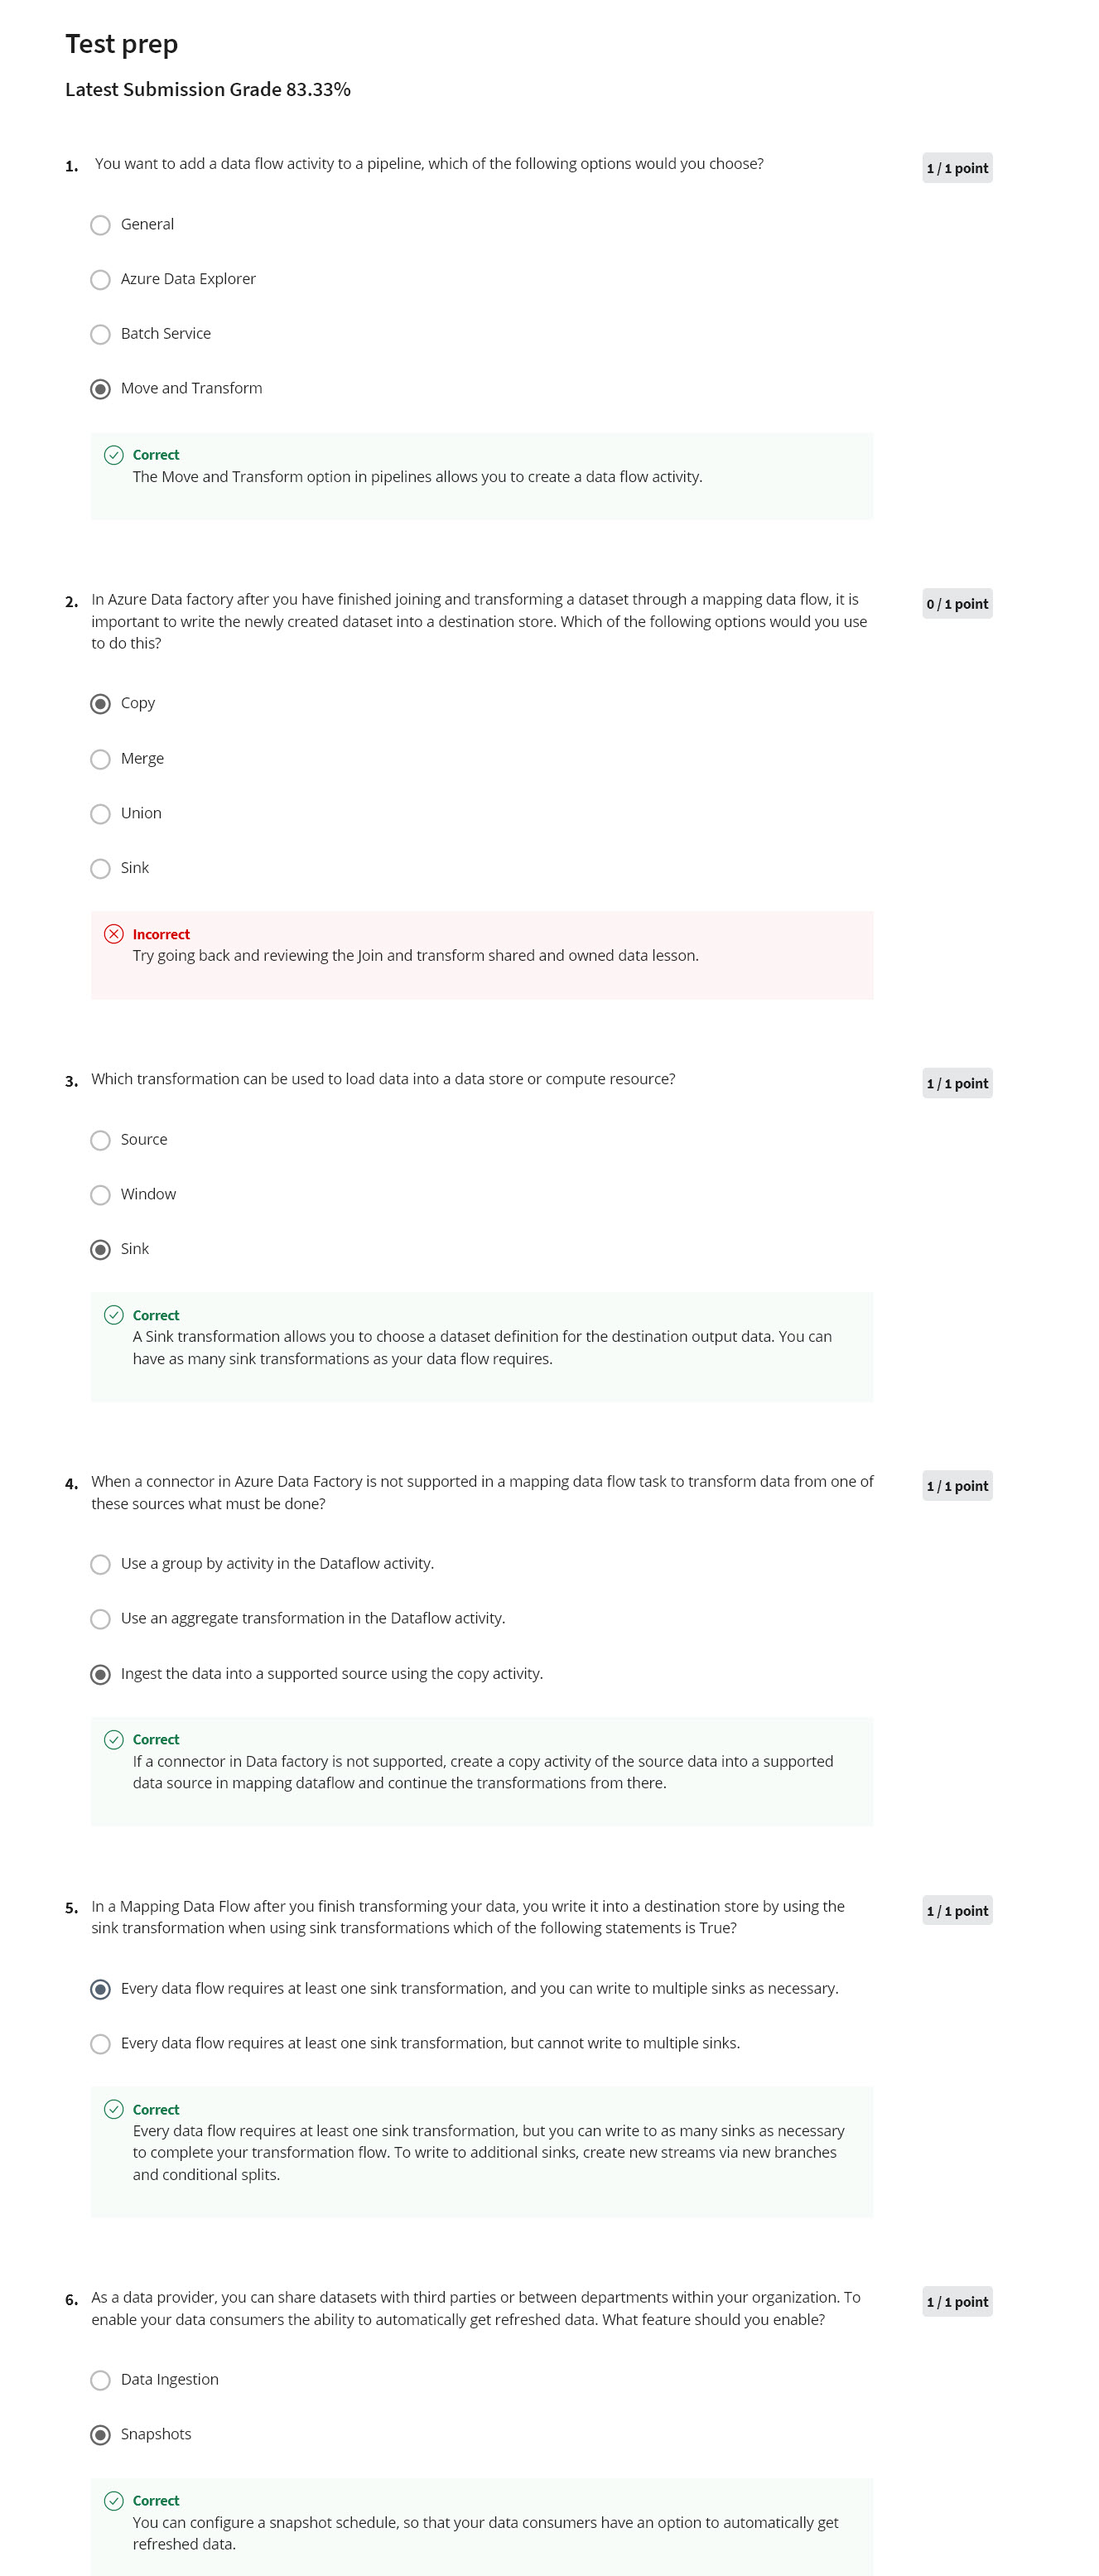 Test prep
Latest Submission Grade 83.33%
1. You want to add a data flow activity to a pipeline, which of the following options would you choose?
1 / 1 point
General
Azure Data Explorer
Batch Service
Move and Transform
Correct
The Move and Transform option in pipelines allows you to create a data flow activity.
2. In Azure Data factory after you have finished joining and transforming a dataset through a mapping data flow, it is
important to write the newly created dataset into a destination store. Which of the following options would you use
to do this?
0 / 1 point
Copy
Merge
Union
Sink
Incorrect
Try going back and reviewing the Join and transform shared and owned data lesson.
3. Which transformation can be used to load data into a data store or compute resource?
1 / 1 point
Source
Window
Sink
Correct
A Sink transformation allows you to choose a dataset definition for the destination output data. You can
have as many sink transformations as your data flow requires.
4. When a connector in Azure Data Factory is not supported in a mapping data flow task to transform data from one of
these sources what must be done?
1 / 1 point
Use a group by activity in the Dataflow activity.
Use an aggregate transformation in the Dataflow activity.
Ingest the data into a supported source using the copy activity.
Correct
If a connector in Data factory is not supported, create a copy activity of the source data into a supported
data source in mapping dataflow and continue the transformations from there.
5. In a Mapping Data Flow after you finish transforming your data, you write it into a destination store by using the
sink transformation when using sink transformations which of the following statements is True?
1 / 1 point
Every data flow requires at least one sink transformation, and you can write to multiple sinks as necessary.
Every data flow requires at least one sink transformation, but cannot write to multiple sinks.
Correct
Every data flow requires at least one sink transformation, but you can write to as many sinks as necessary
to complete your transformation flow. To write to additional sinks, create new streams via new branches
and conditional splits.
6. As a data provider, you can share datasets with third parties or between departments within your organization. To
enable your data consumers the ability to automatically get refreshed data. What feature should you enable?
1 / 1 point
Data Ingestion
Snapshots
Correct
You can configure a snapshot schedule, so that your data consumers have an option to automatically get
refreshed data.